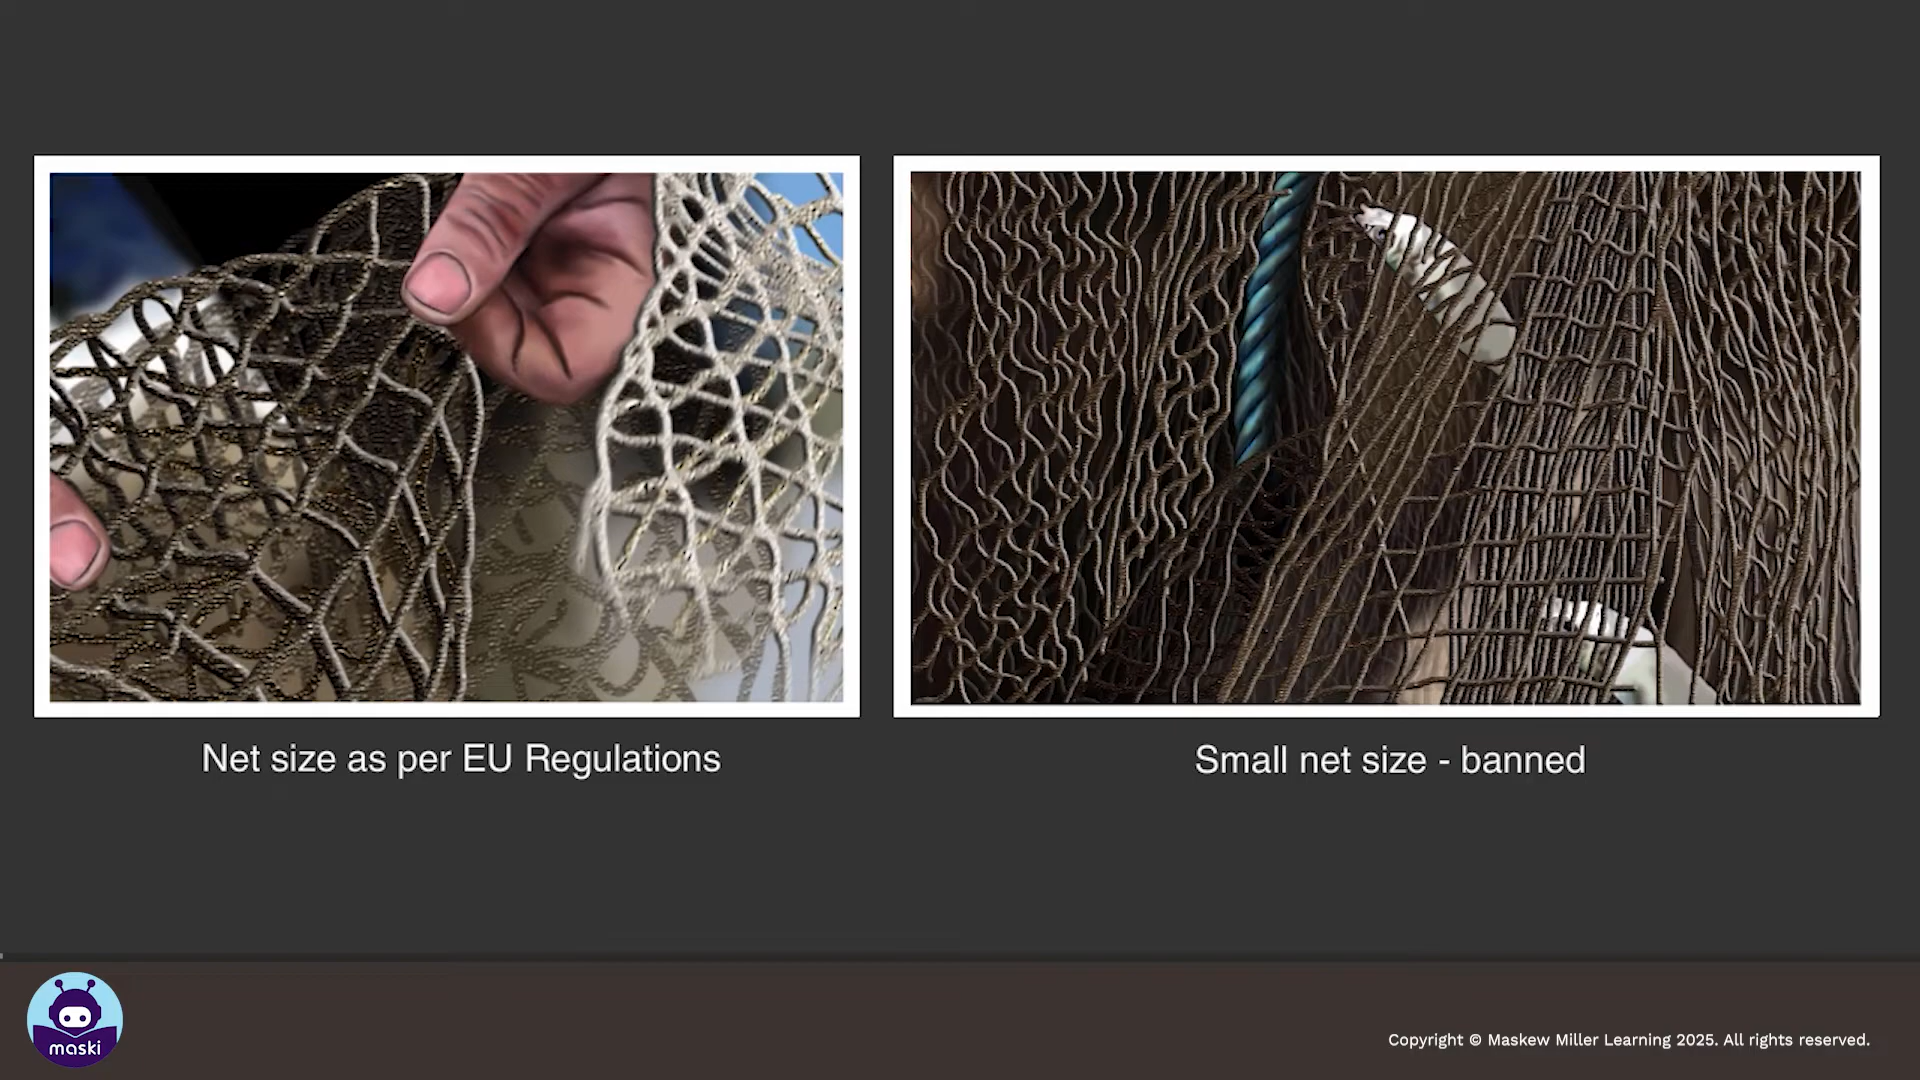 Net size as per EU Regulations
Small net size - banned
maski
Copyright © Maskew Miller Learning 2025. All rights reserved.